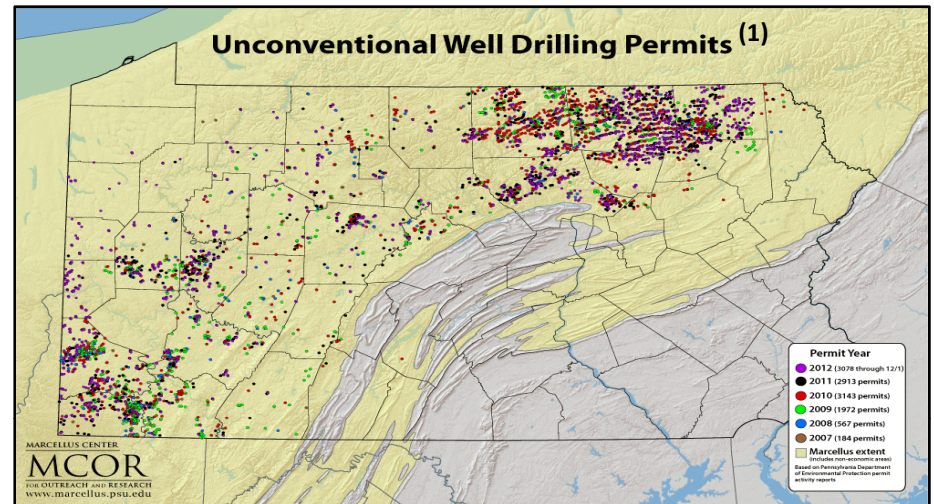 Unconventional Well Drilling Permits (1)
Permit Year
2012 (3078 through 12/1)
2011 (2913 permits)
2010 (3143 permits)
2009 (1972 permits)
2008 (567 permits)
2007 (184 permits)
Marcellus extent
(includes non-economic areas)
Based on Pennsylvania Department
of Environmental Protection permit
activity reports
MARCELLUS CENTER
MCOR
FOR OUTREACH AND RESEARCH
www.marcellus.psu.edu